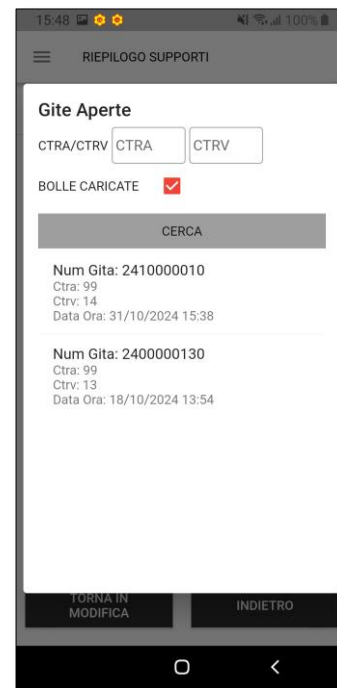 15:48 100%
RIEPILOGO SUPPORTI
Gite Aperte
CTRA/CTRV CTRA CTRV
BOLLE CARICATE
CERCA
Num Gita: 2410000010
Ctra: 99
Ctrv: 14
Data Ora: 31/10/2024 15:38
Num Gita: 2400000130
Ctra: 99
Ctrv: 13
Data Ora: 18/10/2024 13:54
TORNA IN
MODIFICA
INDIETRO